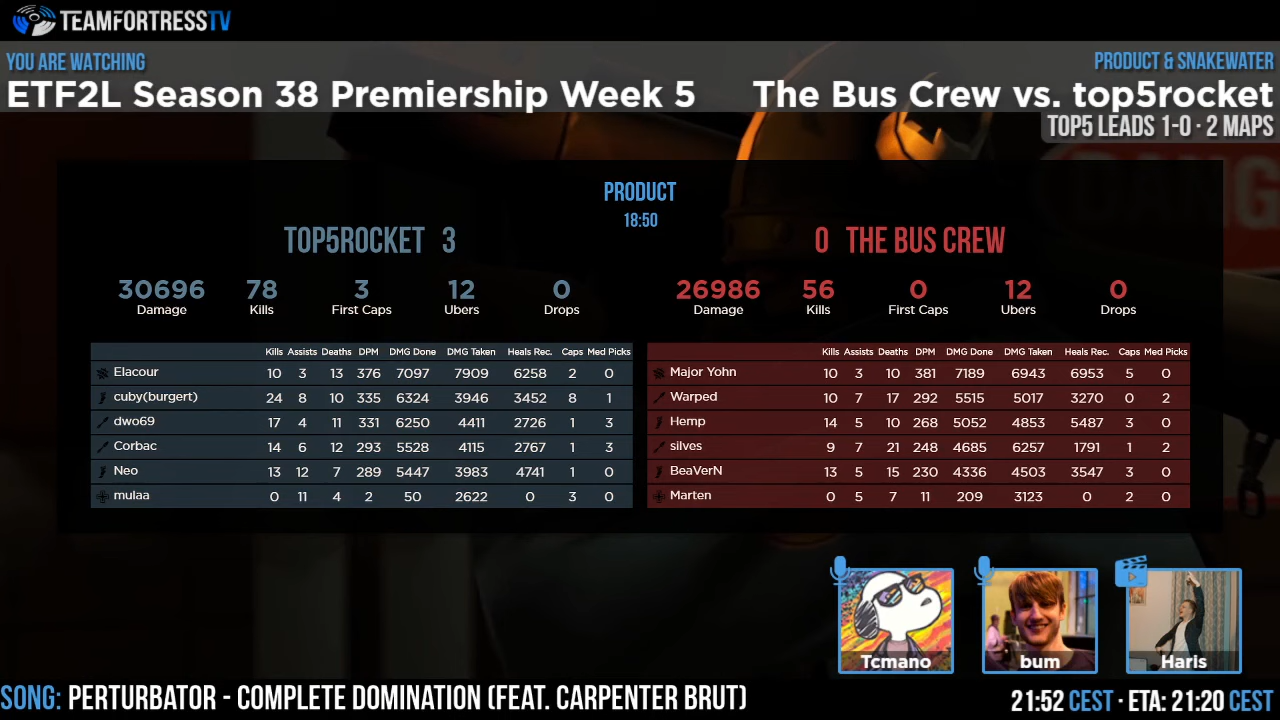 TEAMFORTRESSTV
YOU ARE WATCHING
ETF2L Season 38 Premiership Week 5
PRODUCT & SNAKEWATER
The Bus Crew vs. top5rocket
TOP5 LEADS 1-0 · 2 MAPS
PRODUCT
18:50
TOP5ROCKET 3
0 THE BUS CREW
30696 78 3 12 0
Damage Kills First Caps Ubers Drops
26986 56 0 12 0
Damage Kills First Caps Ubers Drops
Kills Assists Deaths DPM DMG Done DMG Taken Heals Rec. Caps Med Picks
Elacour 10 3 13 376 7097 7909 6258 2 0
cuby(burgert) 24 8 10 335 6324 3946 3452 8 1
dwo69 17 4 11 331 6250 4411 2726 1 3
Corbac 14 6 12 293 5528 4115 2767 1 3
Neo 13 12 7 289 5447 3983 4741 1 0
mulaa 0 11 4 2 50 2622 0 3 0
Kills Assists Deaths DPM DMG Done DMG Taken Heals Rec. Caps Med Picks
Major Yohn 10 3 10 381 7189 6943 6953 5 0
Warped 10 7 17 292 5515 5017 3270 0 2
Hemp 14 5 10 268 5052 4853 5487 3 0
silves 9 7 21 248 4685 6257 1791 1 2
BeaVerN 13 5 15 230 4336 4503 3547 3 0
Marten 0 5 7 11 209 3123 0 2 0
Tcmano
bum
Haris
SONG: PERTURBATOR - COMPLETE DOMINATION (FEAT. CARPENTER BRUT)
21:52 CEST · ETA: 21:20 CEST